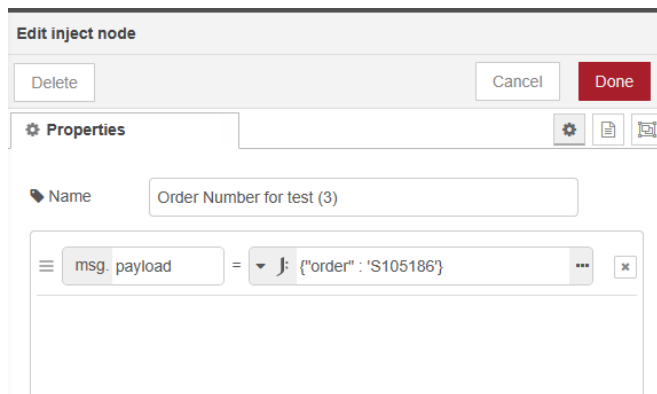 Edit inject node
Delete Cancel Done
Properties
Name Order Number for test (3)
msg. payload = J: {"order" : 'S105186'} ...